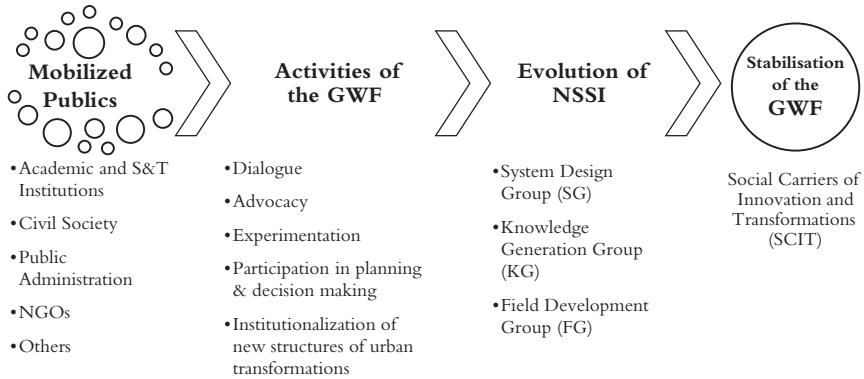 Mobilized
Publics
•Academic and S&T
Institutions
•Civil Society
•Public
Administration
•NGOs
•Others
Activities of
the GWF
•Dialogue
•Advocacy
•Experimentation
•Participation in planning
& decision making
•Institutionalization of
new structures of urban
transformations
Evolution of
NSSI
•System Design
Group (SG)
•Knowledge
Generation Group
(KG)
•Field Development
Group (FG)
Stabilisation
of the
GWF
Social Carriers of
Innovation and
Transformations
(SCIT)